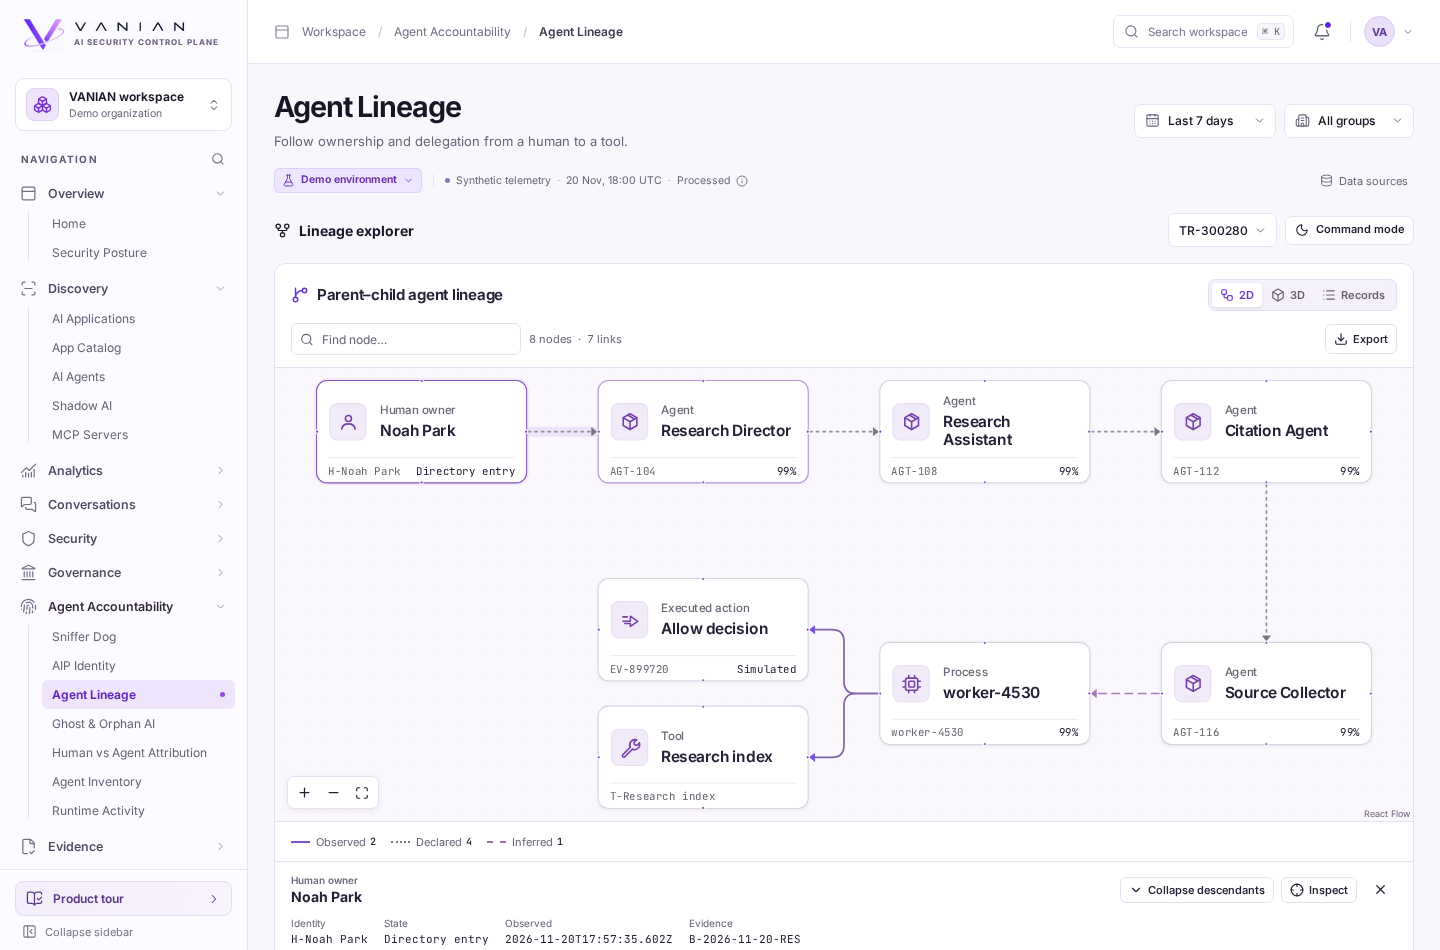 VANIAN
AI SECURITY CONTROL PLANE
VANIAN workspace
Demo organization
NAVIGATION
Overview
Home
Security Posture
Discovery
AI Applications
App Catalog
AI Agents
Shadow AI
MCP Servers
Analytics
Conversations
Security
Governance
Agent Accountability
Sniffer Dog
AIP Identity
Agent Lineage
Ghost & Orphan AI
Human vs Agent Attribution
Agent Inventory
Runtime Activity
Evidence
Product tour
Collapse sidebar
Workspace / Agent Accountability / Agent Lineage
Search workspace ⌘ K
VA
Agent Lineage
Follow ownership and delegation from a human to a tool.
Last 7 days
All groups
Demo environment
Synthetic telemetry · 20 Nov, 18:00 UTC · Processed
Data sources
Lineage explorer
TR-300280
Command mode
Parent–child agent lineage
2D
3D
Records
Find node...
8 nodes · 7 links
Export
Human owner
Noah Park
H-Noah Park Directory entry
Agent
Research Director
AGT-104 99%
Agent
Research
Assistant
AGT-108 99%
Agent
Citation Agent
AGT-112 99%
Executed action
Allow decision
EV-899720 Simulated
Process
worker-4530
worker-4530 99%
Agent
Source Collector
AGT-116 99%
Tool
Research index
T-Research index
React Flow
Observed 2
Declared 4
Inferred 1
Human owner
Noah Park
Collapse descendants
Inspect
Identity
H-Noah Park
State
Directory entry
Observed
2026-11-20T17:57:35.602Z
Evidence
B-2026-11-20-RES